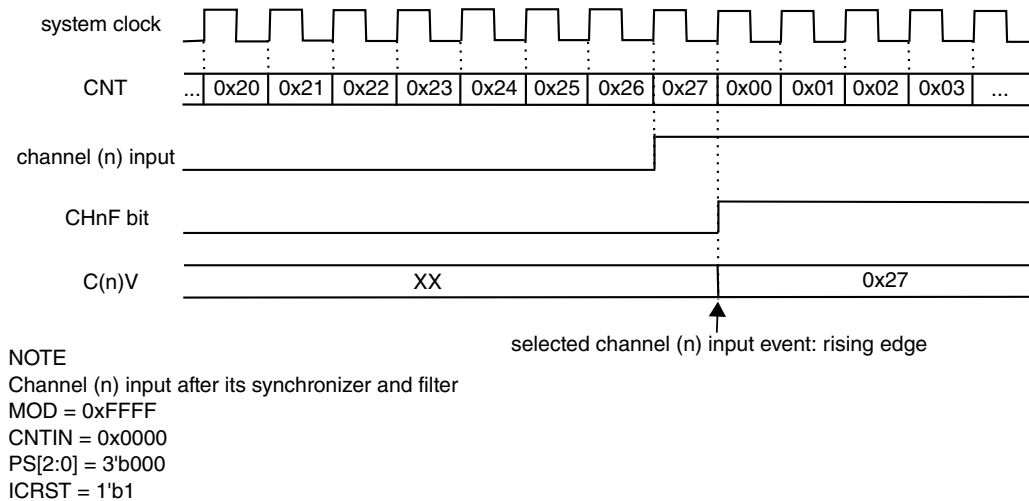 system clock
CNT
... 0x20 0x21 0x22 0x23 0x24 0x25 0x26 0x27 0x00 0x01 0x02 0x03 ...
channel (n) input
CHnF bit
C(n)V
XX 0x27
selected channel (n) input event: rising edge
NOTE
Channel (n) input after its synchronizer and filter
MOD = 0xFFFF
CNTIN = 0x0000
PS[2:0] = 3'b000
ICRST = 1'b1